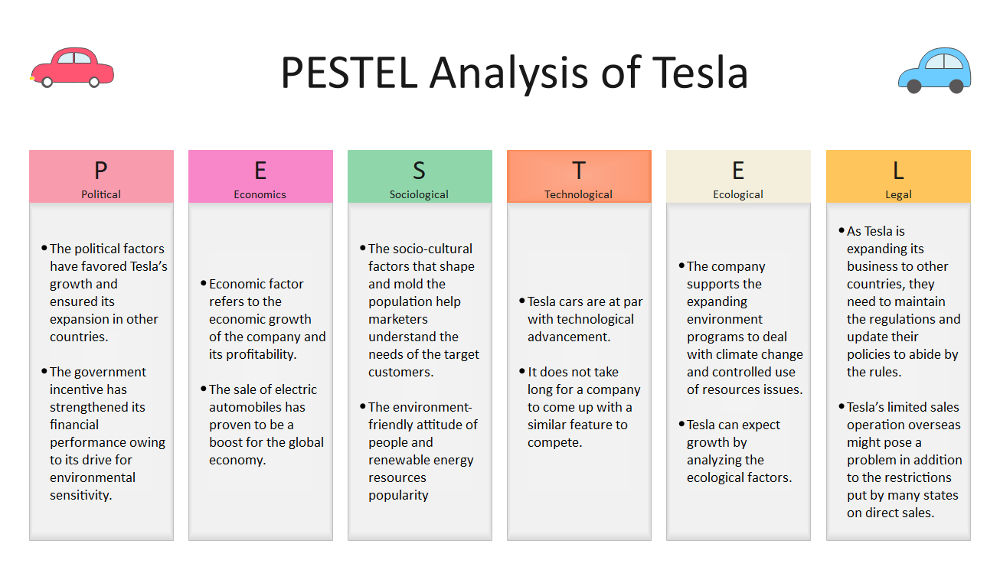 PESTEL Analysis of Tesla
P
Political
• The political factors
have favored Tesla’s
growth and
ensured its
expansion in other
countries.
• The government
incentive has
strengthened its
financial
performance owing
to its drive for
environmental
sensitivity.
E
Economics
• Economic factor
refers to the
economic growth
of the company and
its profitability.
• The sale of electric
automobiles has
proven to be a
boost for the global
economy.
S
Sociological
• The socio-cultural
factors that shape
and mold the
population help
marketers
understand the
needs of the target
customers.
• The environment-
friendly attitude of
people and
renewable energy
resources
popularity
T
Technological
• Tesla cars are at par
with technological
advancement.
• It does not take
long for a company
to come up with a
similar feature to
compete.
E
Ecological
• The company
supports the
expanding
environment
programs to deal
with climate change
and controlled use
of resources issues.
• Tesla can expect
growth by
analyzing the
ecological factors.
L
Legal
• As Tesla is
expanding its
business to other
countries, they
need to maintain
the regulations and
update their
policies to abide by
the rules.
• Tesla’s limited sales
operation overseas
might pose a
problem in addition
to the restrictions
put by many states
on direct sales.